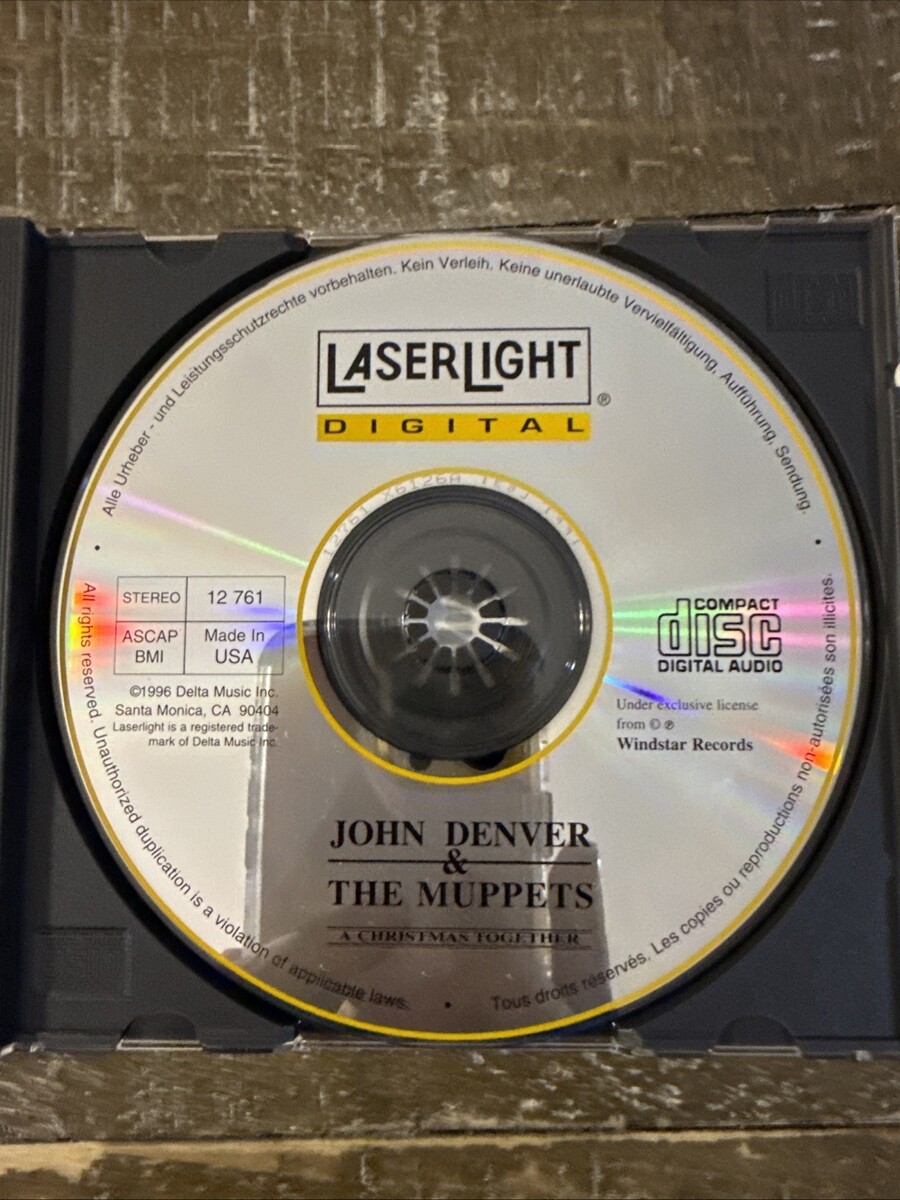 Alle Urheber - und Leistungsschutzrechte vorbehalten. Kein Verleih. Keine unerlaubte Vervielfältigung, Aufführung, Sendung.
LASERLIGHT ®
DIGITAL
STEREO 12 761
ASCAP BMI Made In USA
©1996 Delta Music Inc.
Santa Monica, CA 90404
Laserlight is a registered trade-
mark of Delta Music Inc.
COMPACT
disc
DIGITAL AUDIO
Under exclusive license
from © ℗
Windstar Records
JOHN DENVER
&
THE MUPPETS
A CHRISTMAS TOGETHER
All rights reserved. Unauthorized duplication is a violation of applicable laws.
Tous droits réservés. Les copies ou reproductions non-autorisées son illicites.